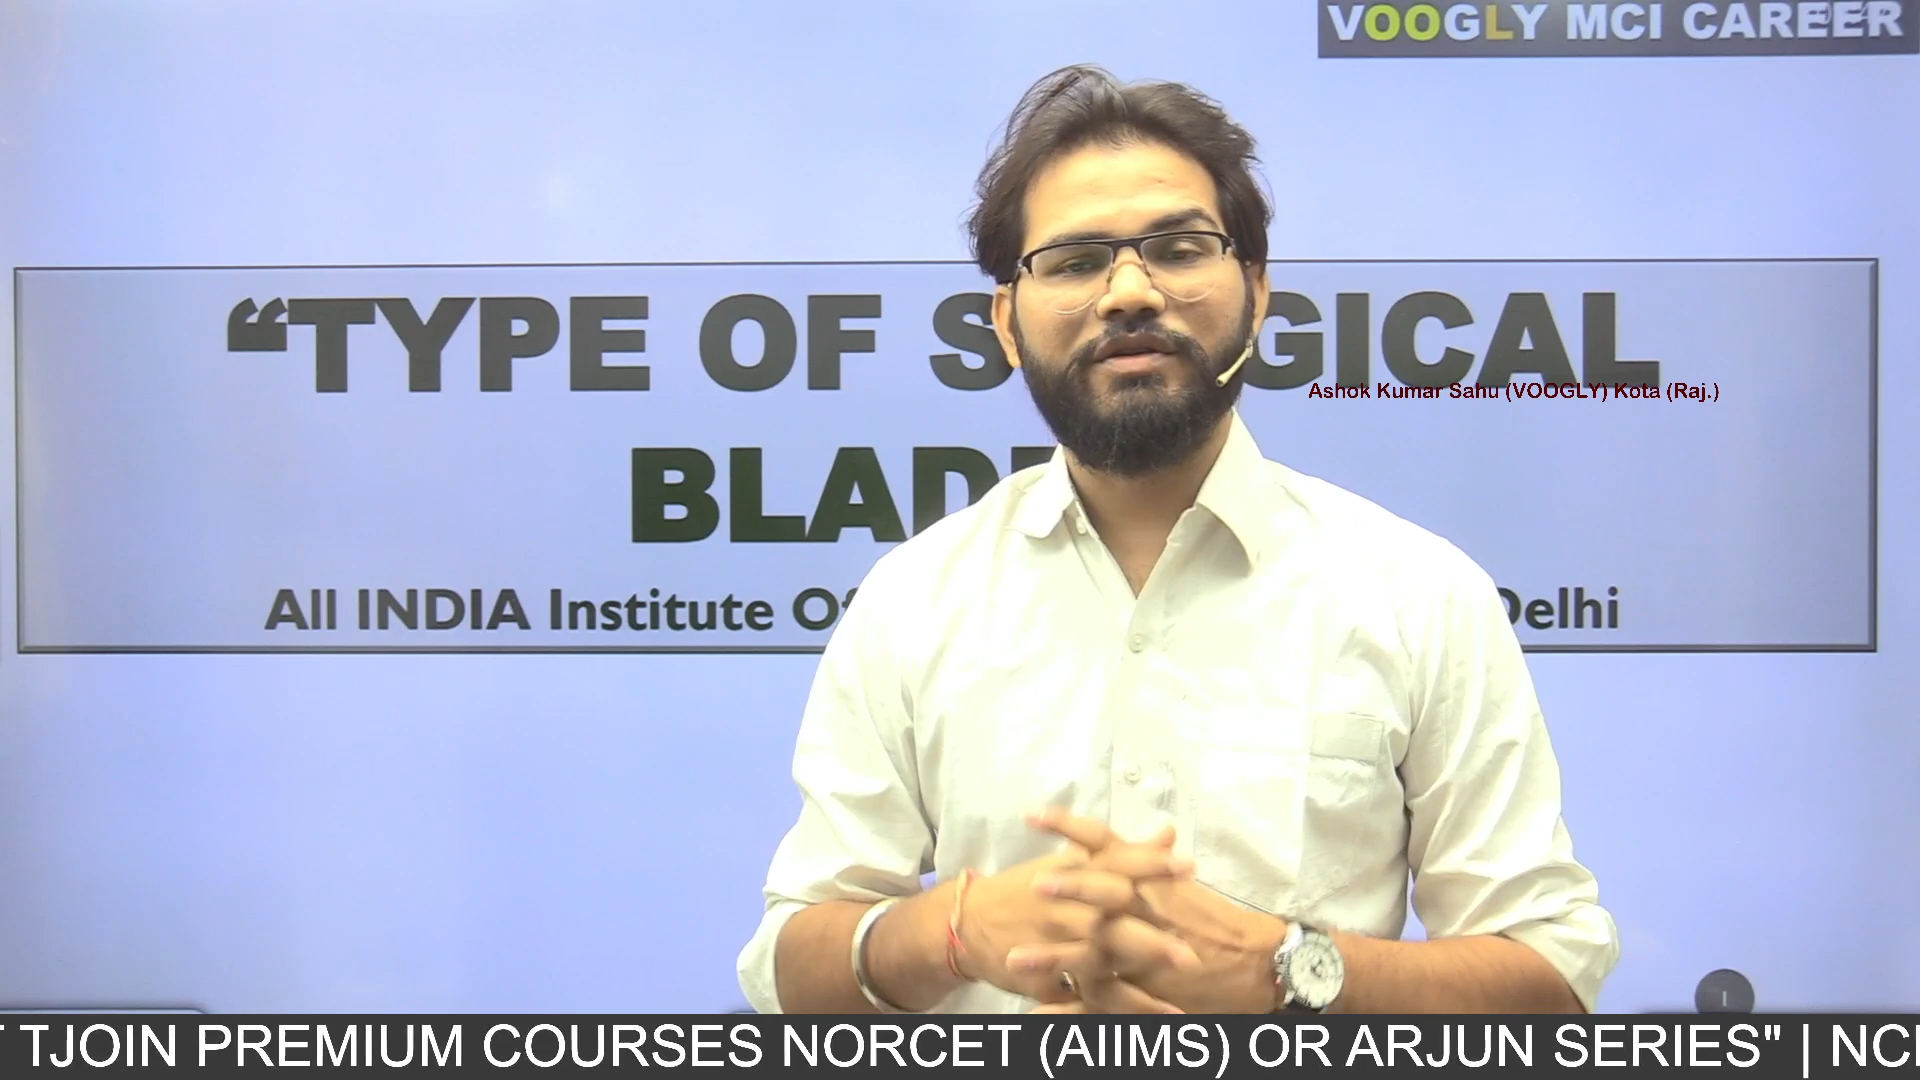 VOOGLY MCI CAREER
“TYPE OF S GICAL
Ashok Kumar Sahu (VOOGLY) Kota (Raj.)
BLAD
All INDIA Institute Of Delhi
TJOIN PREMIUM COURSES NORCET (AIIMS) OR ARJUN SERIES" |